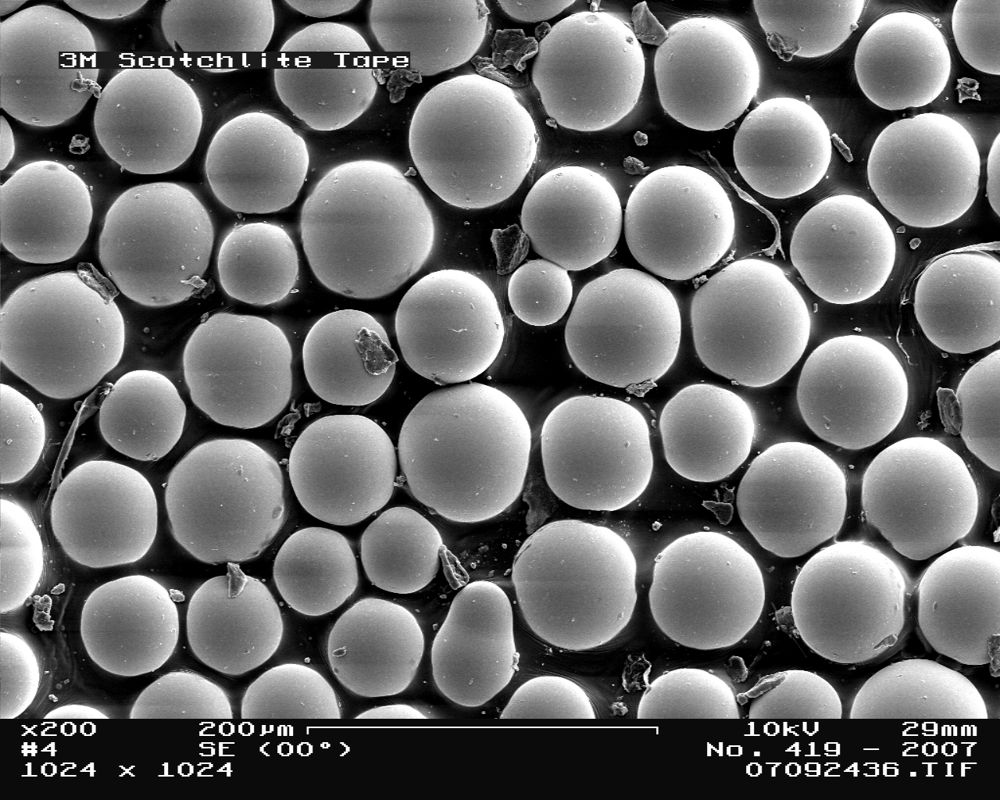 3M Scotchlite Tape
x200 200µm 10kV 29mm
#4 SE (00°) No. 419 - 2007
1024 x 1024 07092436.TIF